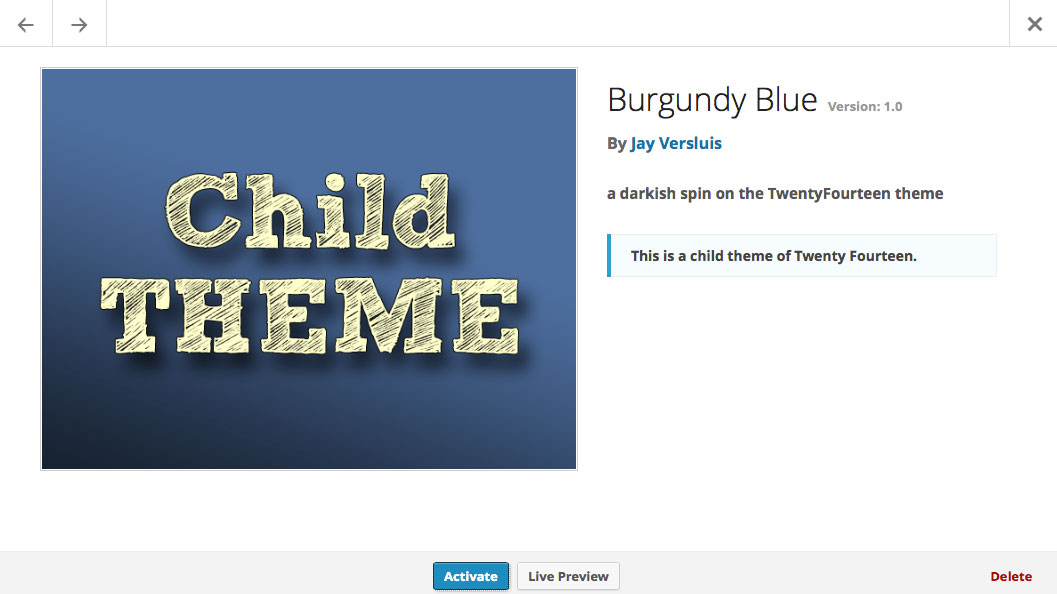 Child
THEME
Burgundy Blue Version: 1.0
By Jay Versluis
a darkish spin on the TwentyFourteen theme
This is a child theme of Twenty Fourteen.
Activate Live Preview Delete